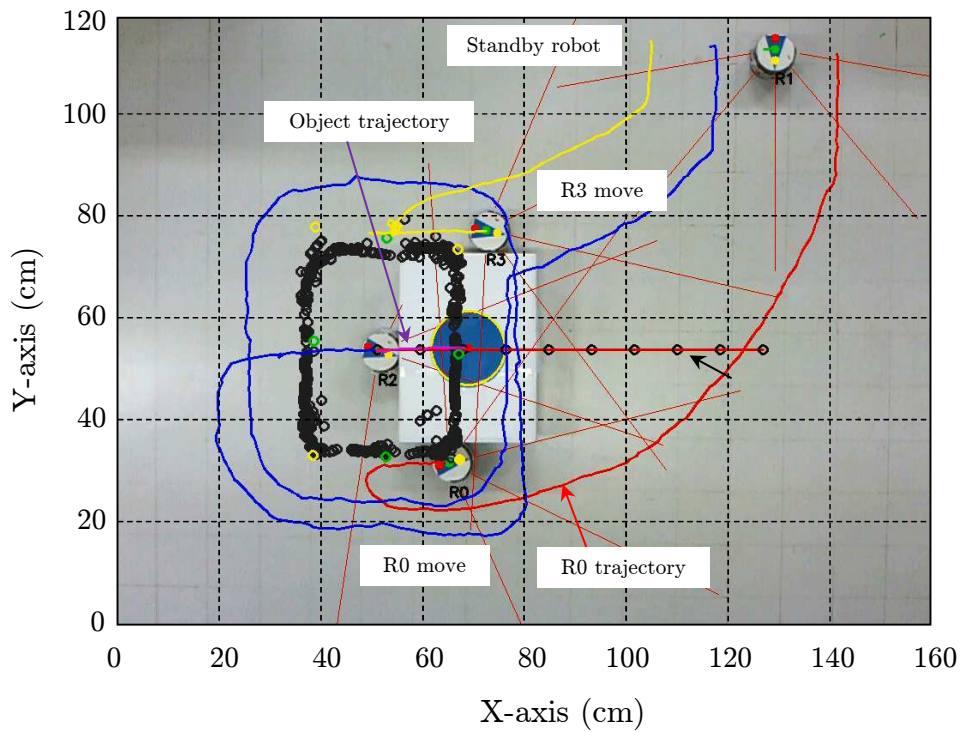 120
Standby robot
R1
100
Object trajectory
R3 move
80
R3
60
R2
40
R0
20
R0 move
R0 trajectory
0
0 20 40 60 80 100 120 140 160
Y-axis (cm)
X-axis (cm)